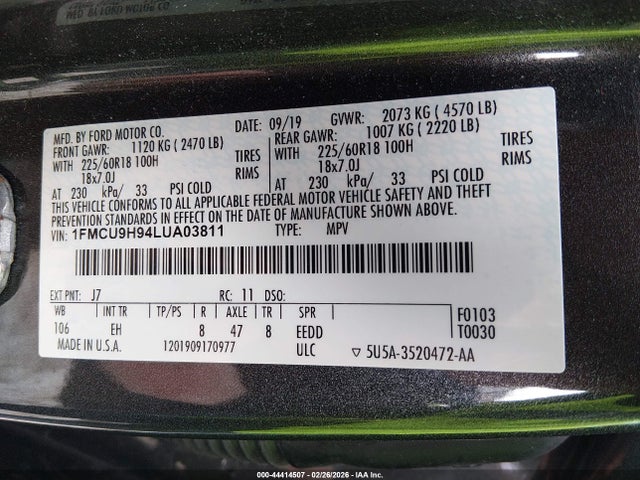 MFD. BY FORD MOTOR CO.
DATE: 09/19 GVWR: 2073 KG ( 4570 LB)
FRONT GAWR: 1120 KG ( 2470 LB)
REAR GAWR: 1007 KG ( 2220 LB)
WITH 225/60R18 100H TIRES
WITH 225/60R18 100H TIRES
18x7.0J RIMS
18x7.0J RIMS
AT 230 kPa/ 33 PSI COLD
AT 230 kPa/ 33 PSI COLD
THIS VEHICLE CONFORMS TO ALL APPLICABLE FEDERAL MOTOR VEHICLE SAFETY AND THEFT
PREVENTION STANDARDS IN EFFECT ON THE DATE OF MANUFACTURE SHOWN ABOVE.
VIN: 1FMCU9H94LUA03811 TYPE: MPV
EXT PNT: J7 RC: 11 DSO:
WB INT TR TP/PS R AXLE TR SPR
106 EH 8 47 8 EEDD
F0103
T0030
MADE IN U.S.A. 1201909170977 ULC ▽ 5U5A-3520472-AA
000-44414507 - 02/26/2026 - IAA Inc.